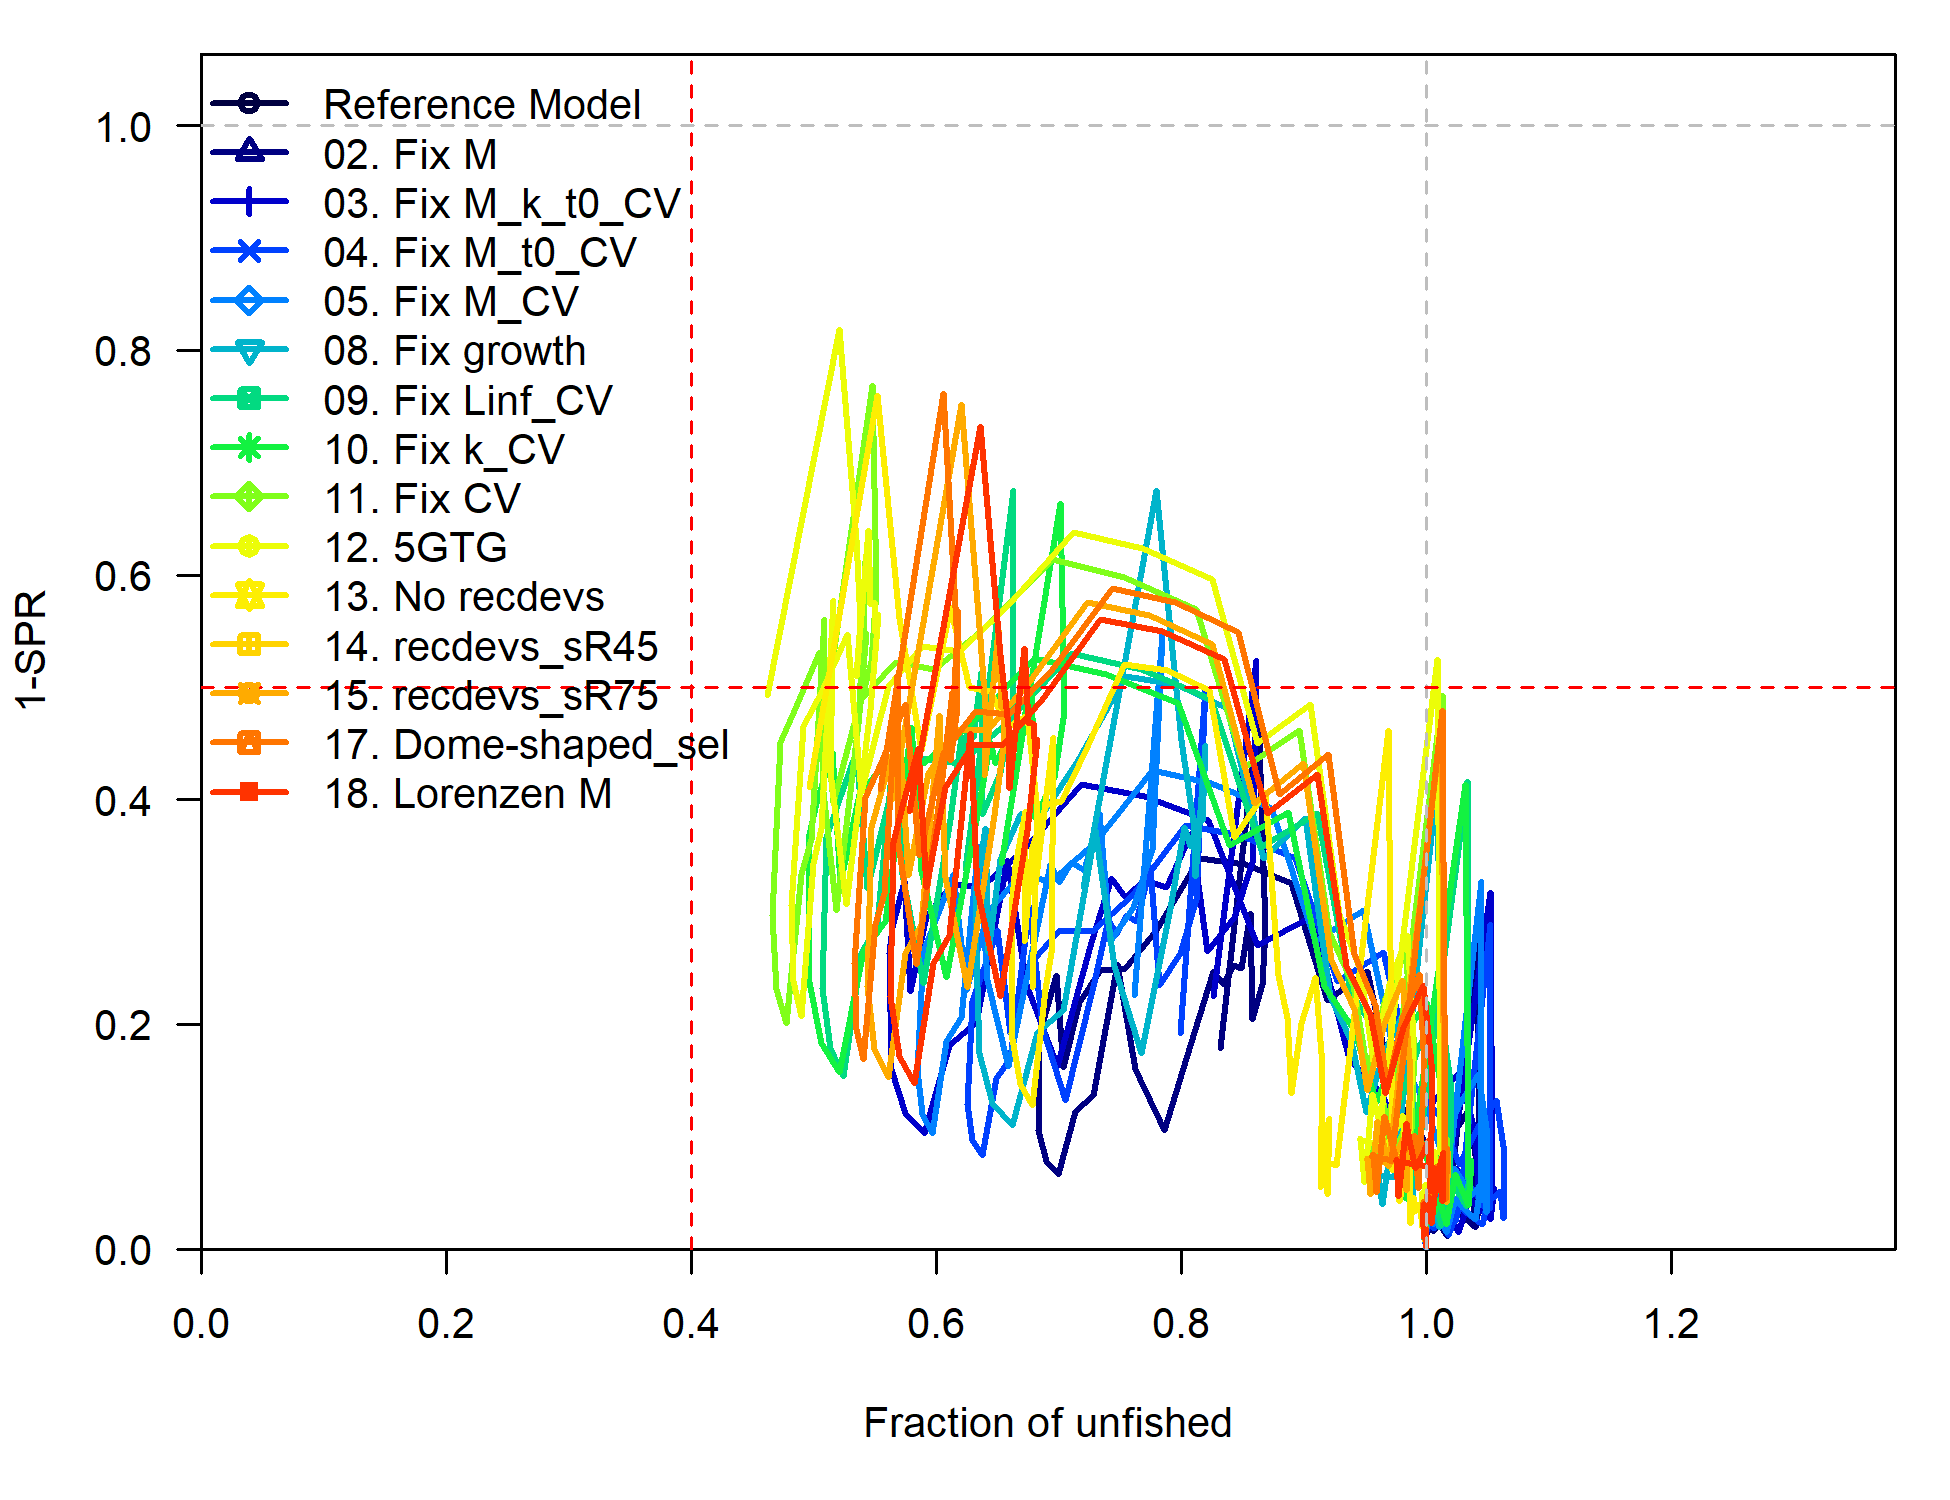 Reference Model
02. Fix M
03. Fix M_k_t0_CV
04. Fix M_t0_CV
05. Fix M_CV
08. Fix growth
09. Fix Linf_CV
10. Fix k_CV
11. Fix CV
12. 5GTG
13. No recdevs
14. recdevs_sR45
15. recdevs_sR75
17. Dome-shaped_sel
18. Lorenzen M
1-SPR
1.0
0.8
0.6
0.4
0.2
0.0
0.0 0.2 0.4 0.6 0.8 1.0 1.2
Fraction of unfished